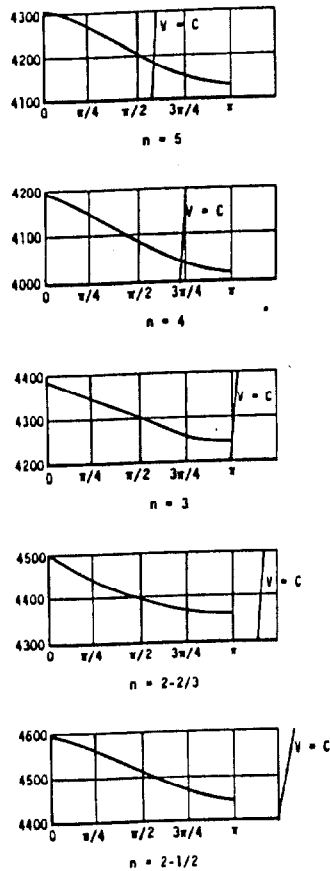 4300
V = C
4200
4100
0 π/4 π/2 3π/4 π
n = 5
4200
V = C
4100
4000
0 π/4 π/2 3π/4 π
n = 4
4400
V = C
4300
4200
0 π/4 π/2 3π/4 π
n = 3
4500
V = C
4400
4300
0 π/4 π/2 3π/4 π
n = 2-2/3
4600
V = C
4500
4400
0 π/4 π/2 3π/4 π
n = 2-1/2